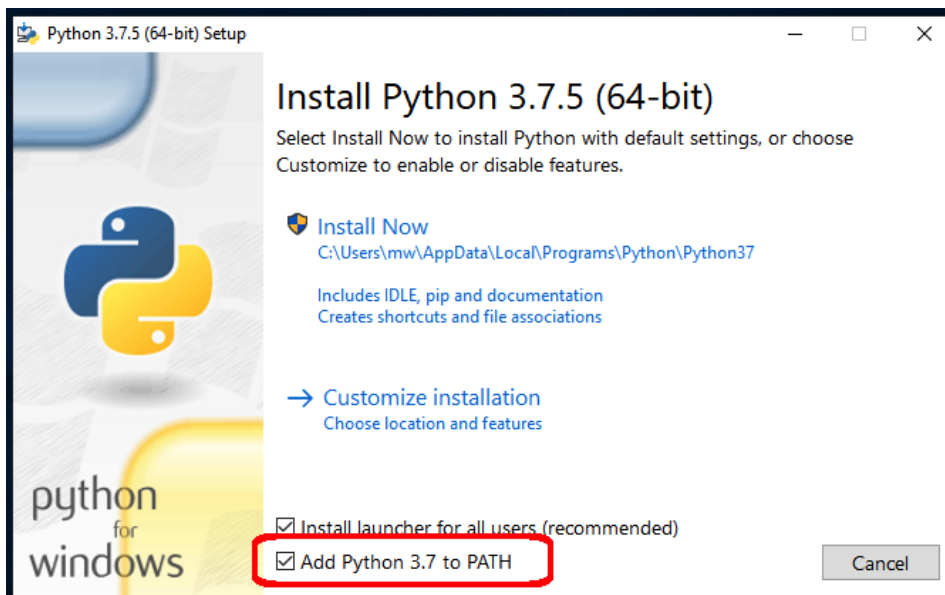 Python 3.7.5 (64-bit) Setup
Install Python 3.7.5 (64-bit)
Select Install Now to install Python with default settings, or choose
Customize to enable or disable features.
Install Now
C:\Users\mw\AppData\Local\Programs\Python\Python37
Includes IDLE, pip and documentation
Creates shortcuts and file associations
Customize installation
Choose location and features
python
for
windows
Install launcher for all users (recommended)
Add Python 3.7 to PATH
Cancel